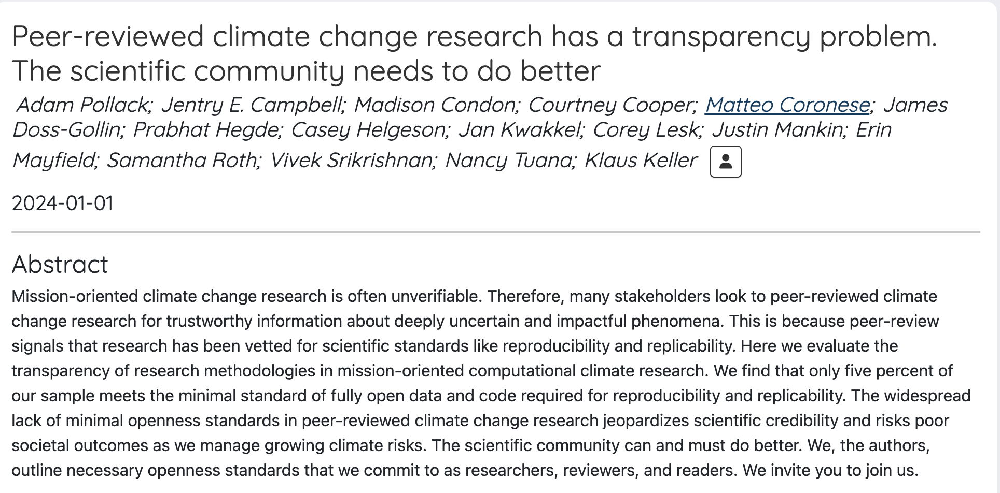 Peer-reviewed climate change research has a transparency problem.
The scientific community needs to do better
Adam Pollack; Jentry E. Campbell; Madison Condon; Courtney Cooper; Matteo Coronese; James
Doss-Gollin; Prabhat Hegde; Casey Helgeson; Jan Kwakkel; Corey Lesk; Justin Mankin; Erin
Mayfield; Samantha Roth; Vivek Srikrishnan; Nancy Tuana; Klaus Keller
2024-01-01
Abstract
Mission-oriented climate change research is often unverifiable. Therefore, many stakeholders look to peer-reviewed climate
change research for trustworthy information about deeply uncertain and impactful phenomena. This is because peer-review
signals that research has been vetted for scientific standards like reproducibility and replicability. Here we evaluate the
transparency of research methodologies in mission-oriented computational climate research. We find that only five percent of
our sample meets the minimal standard of fully open data and code required for reproducibility and replicability. The widespread
lack of minimal openness standards in peer-reviewed climate change research jeopardizes scientific credibility and risks poor
societal outcomes as we manage growing climate risks. The scientific community can and must do better. We, the authors,
outline necessary openness standards that we commit to as researchers, reviewers, and readers. We invite you to join us.